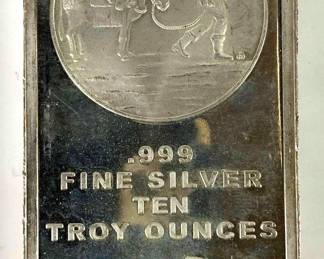 .999
FINE SILVER
TEN
TROY OUNCES